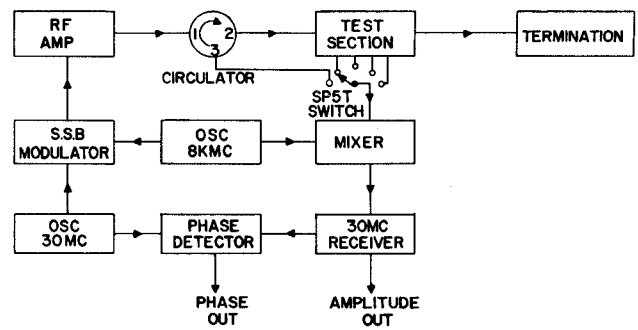 RF
AMP
1
2
3
CIRCULATOR
TEST
SECTION
TERMINATION
SP5T
SWITCH
S.S.B
MODULATOR
OSC
8KMC
MIXER
OSC
30MC
PHASE
DETECTOR
30MC
RECEIVER
PHASE
OUT
AMPLITUDE
OUT